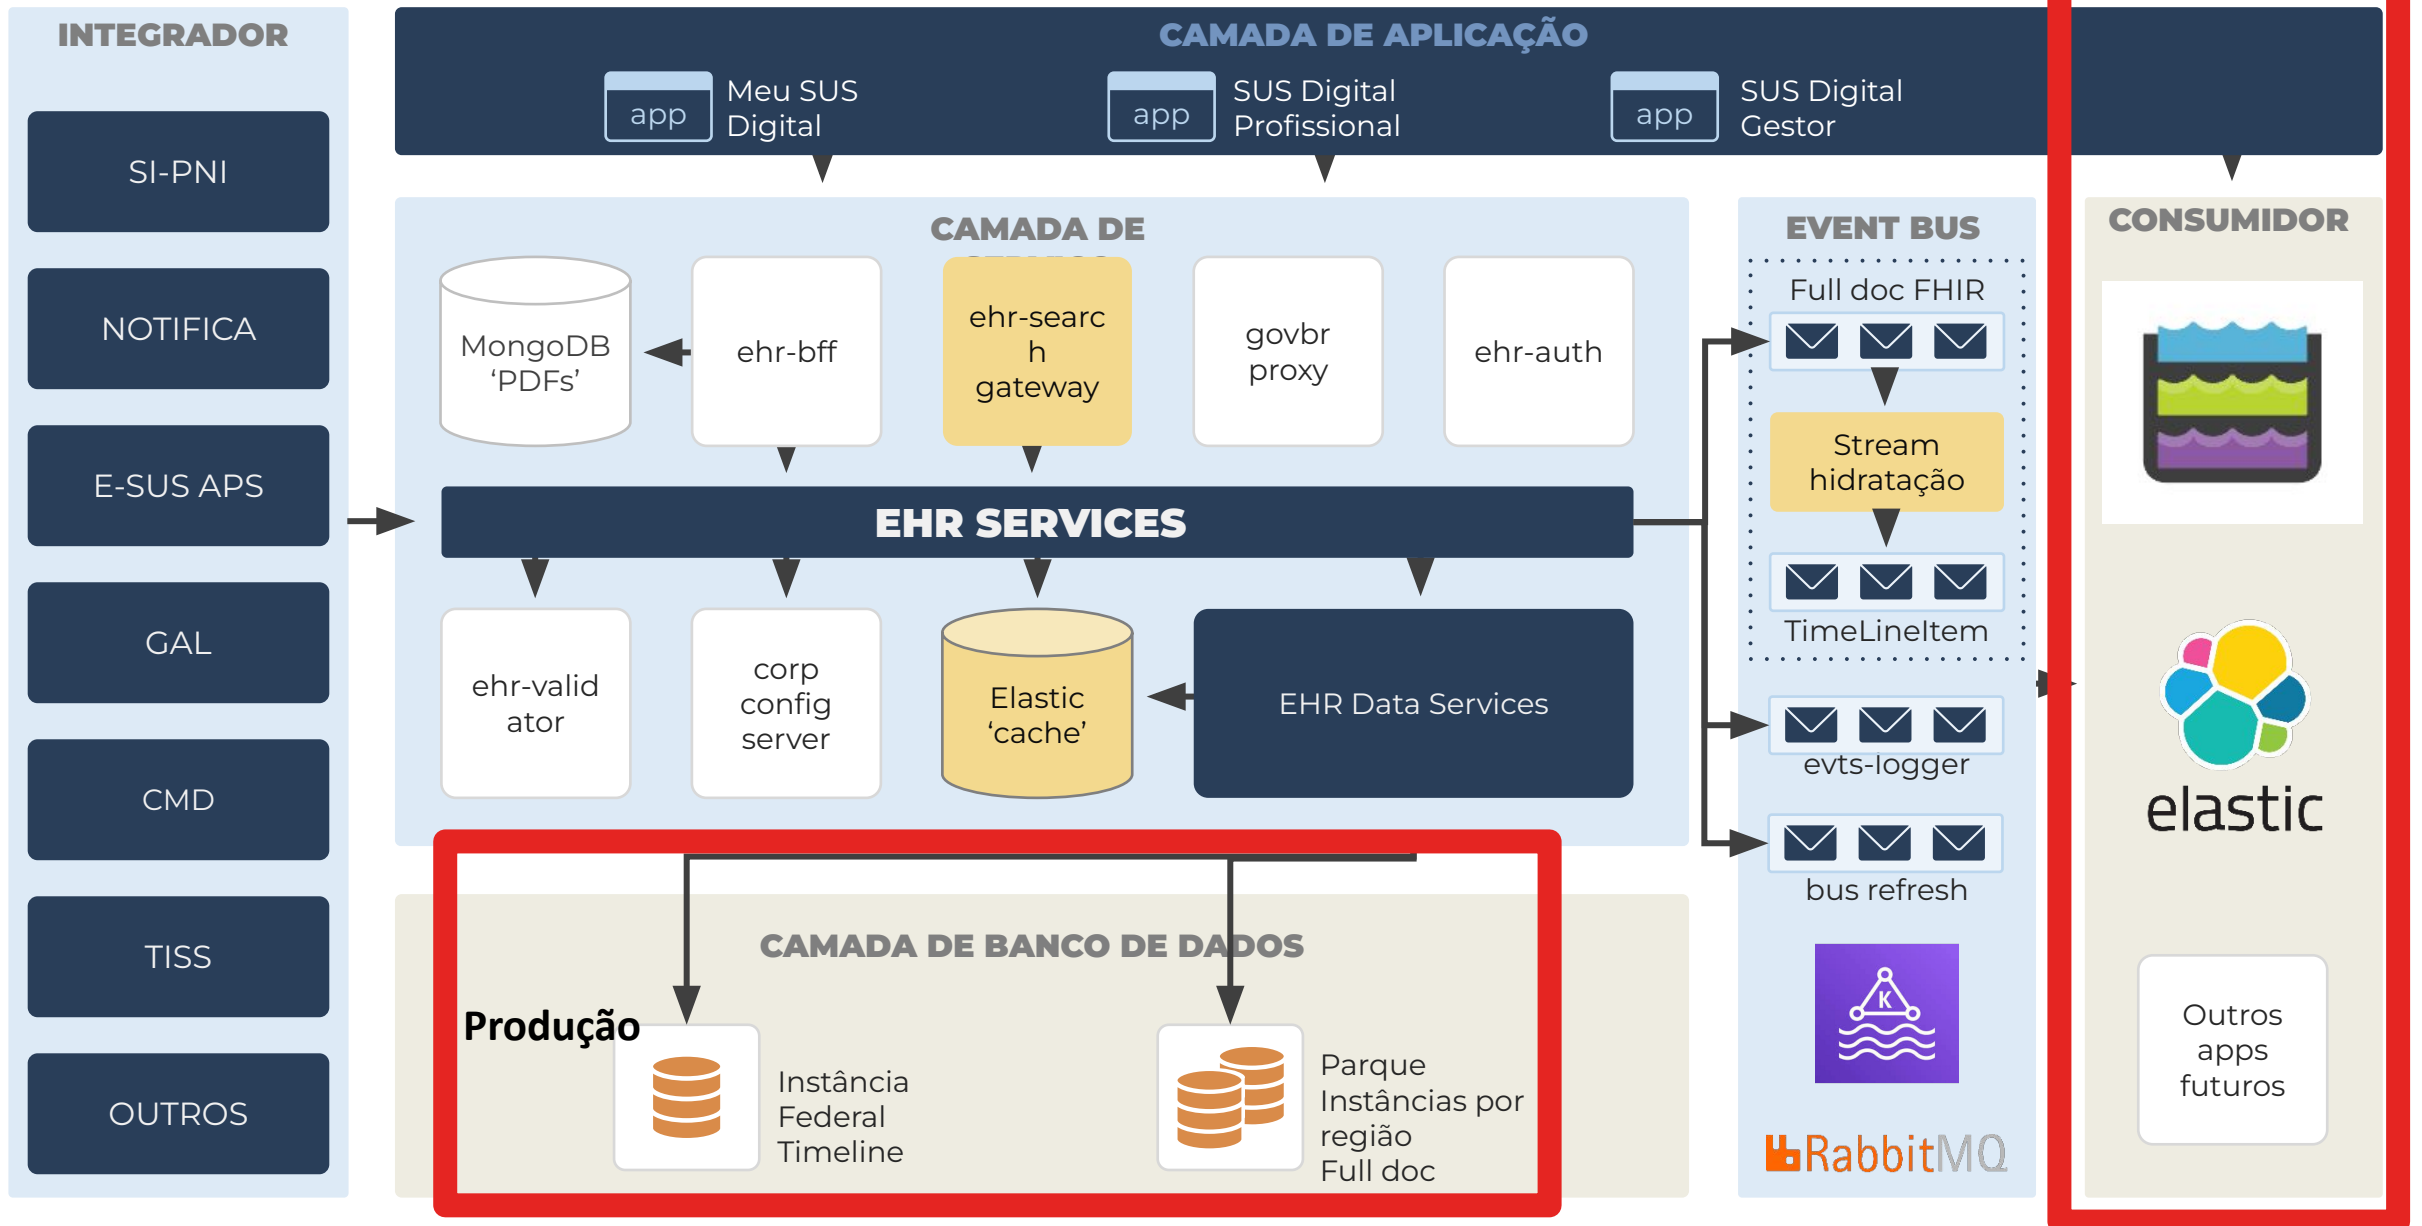 INTEGRADOR
SI-PNI
NOTIFICA
E-SUS APS
GAL
CMD
TISS
OUTROS
CAMADA DE APLICAÇÃO
app
Meu SUS
Digital
app
SUS Digital
Profissional
app
SUS Digital
Gestor
CAMADA DE
MongoDB
‘PDFs’
ehr-bff
ehr-searc
h
gateway
govbr
proxy
ehr-auth
EHR SERVICES
ehr-valid
ator
corp
config
server
Elastic
‘cache’
EHR Data Services
CAMADA DE BANCO DE DADOS
Produção
Instância
Federal
Timeline
Parque
Instâncias por
região
Full doc
EVENT BUS
Full doc FHIR
Stream
hidratação
TimeLineItem
evts-logger
bus refresh
K
RabbitMQ
CONSUMIDOR
elastic
Outros
apps
futuros